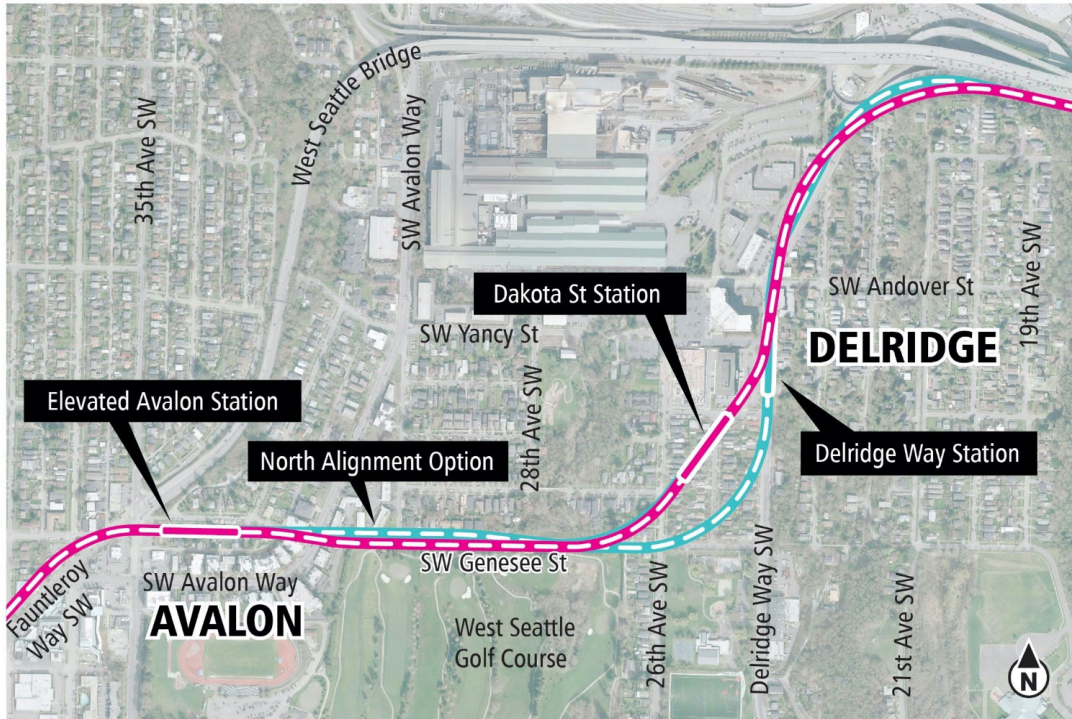 West Seattle Bridge
SW Avalon Way
35th Ave SW
19th Ave SW
SW Andover St
Dakota St Station
SW Yancy St
DELRIDGE
28th Ave SW
Elevated Avalon Station
North Alignment Option
Delridge Way Station
SW Genesee St
Fauntleroy
Way SW
SW Avalon Way
AVALON
West Seattle
Golf Course
26th Ave SW
Delridge Way SW
21st Ave SW
N